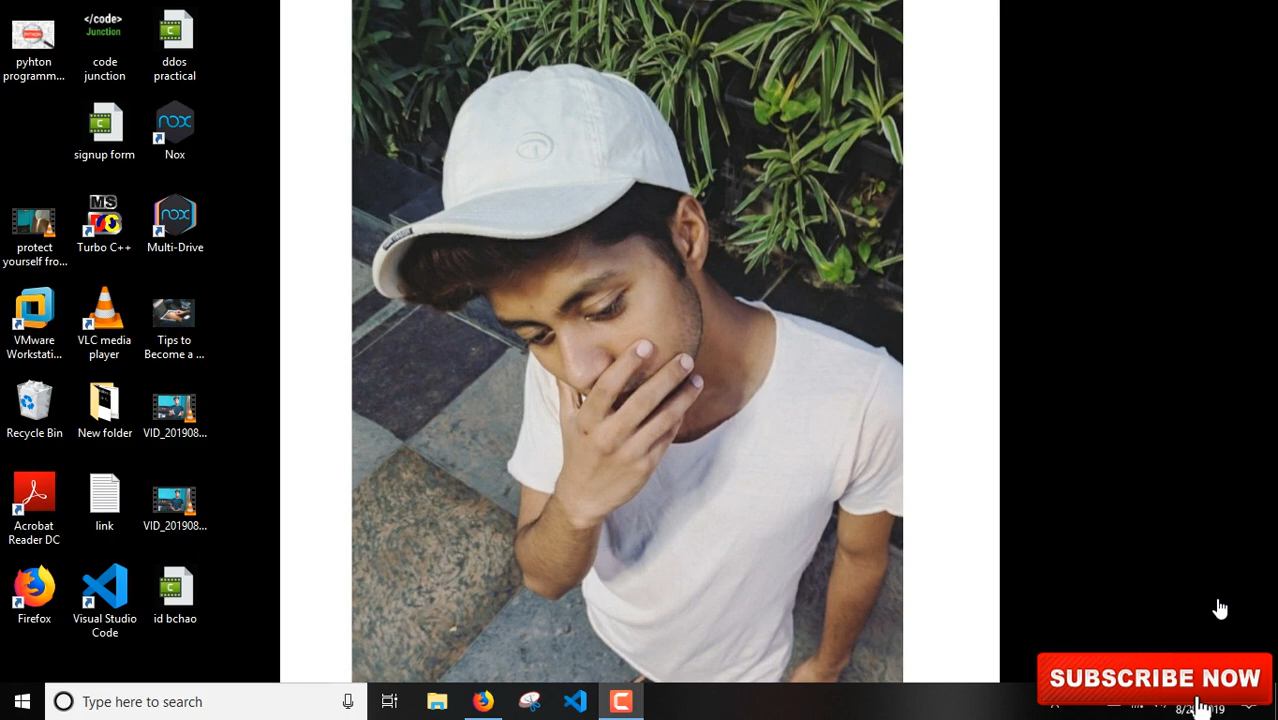 pyhton
programm...
</code>
Junction
code
junction
ddos
practical
signup form
nox
Nox
protect
yourself fro...
MS
Turbo C++
nox
Multi-Drive
VMware
Workstati...
VLC media
player
Tips to
Become a ...
Recycle Bin
New folder
VID_201908...
Acrobat
Reader DC
link
VID_201908...
Firefox
Visual Studio
Code
id bchao
SUBSCRIBE NOW
Type here to search